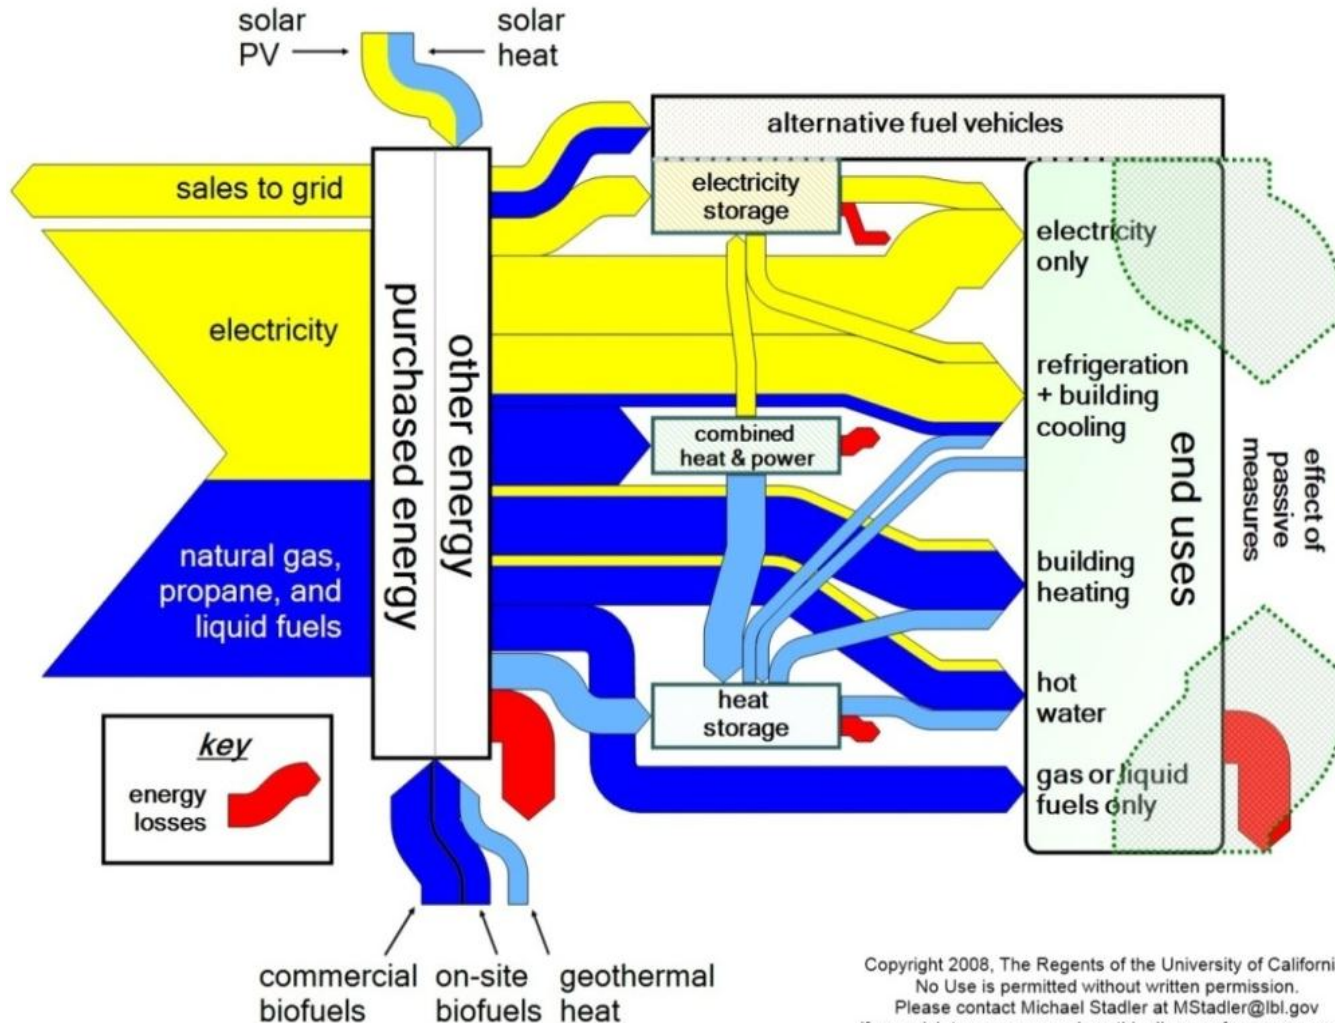 solar
PV
solar
heat
alternative fuel vehicles
sales to grid
electricity
storage
electricity
only
electricity
purchased energy
other energy
refrigeration
+ building
cooling
combined
heat & power
end uses
effect of
passive
measures
natural gas,
propane, and
liquid fuels
building
heating
heat
storage
hot
water
key
energy
losses
gas or liquid
fuels only
commercial
biofuels
on-site
biofuels
geothermal
heat
Copyright 2008, The Regents of the University of Californi
No Use is permitted without written permission.
Please contact Michael Stadler at MStadler@lbl.gov